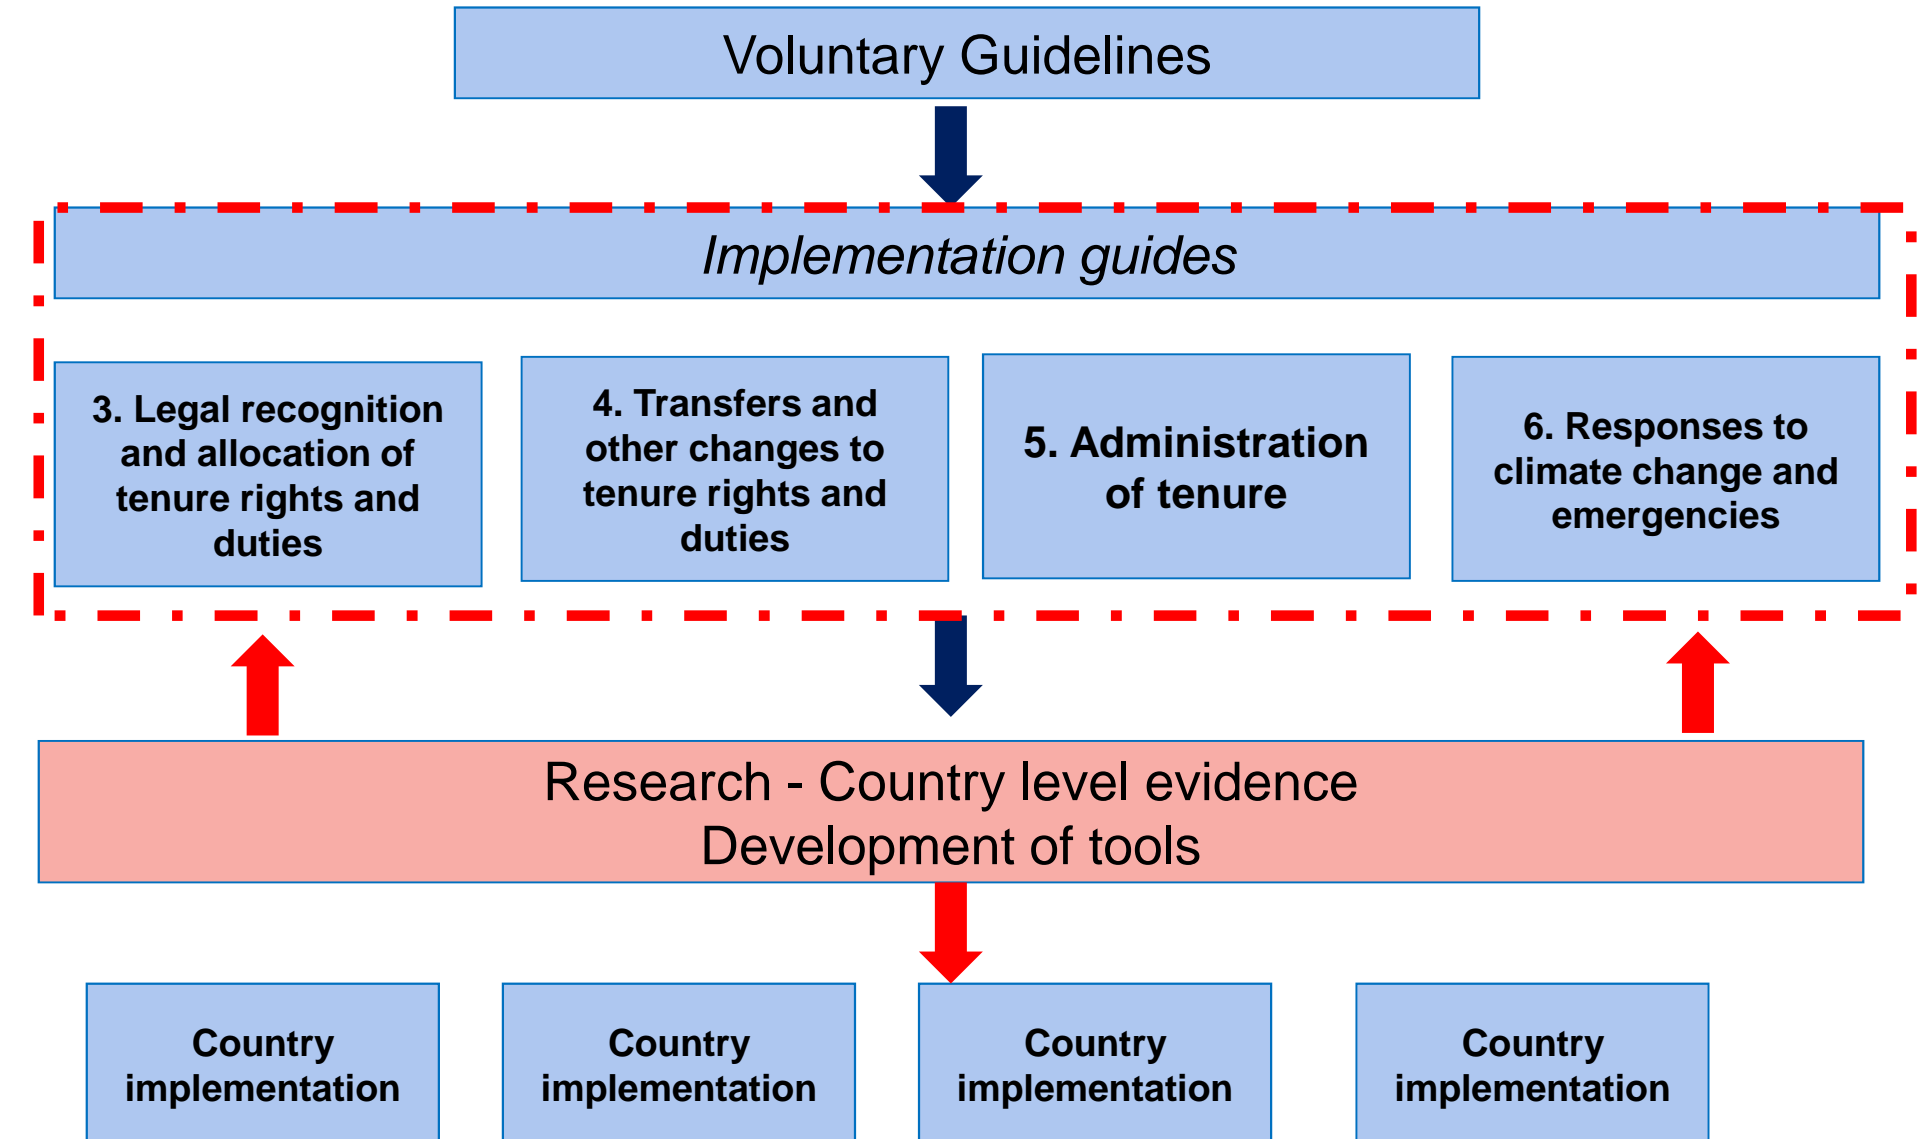 Voluntary Guidelines
Implementation guides
3. Legal recognition
and allocation of
tenure rights and
duties
4. Transfers and
other changes to
tenure rights and
duties
5. Administration
of tenure
6. Responses to
climate change and
emergencies
Research - Country level evidence
Development of tools
Country
implementation
Country
implementation
Country
implementation
Country
implementation